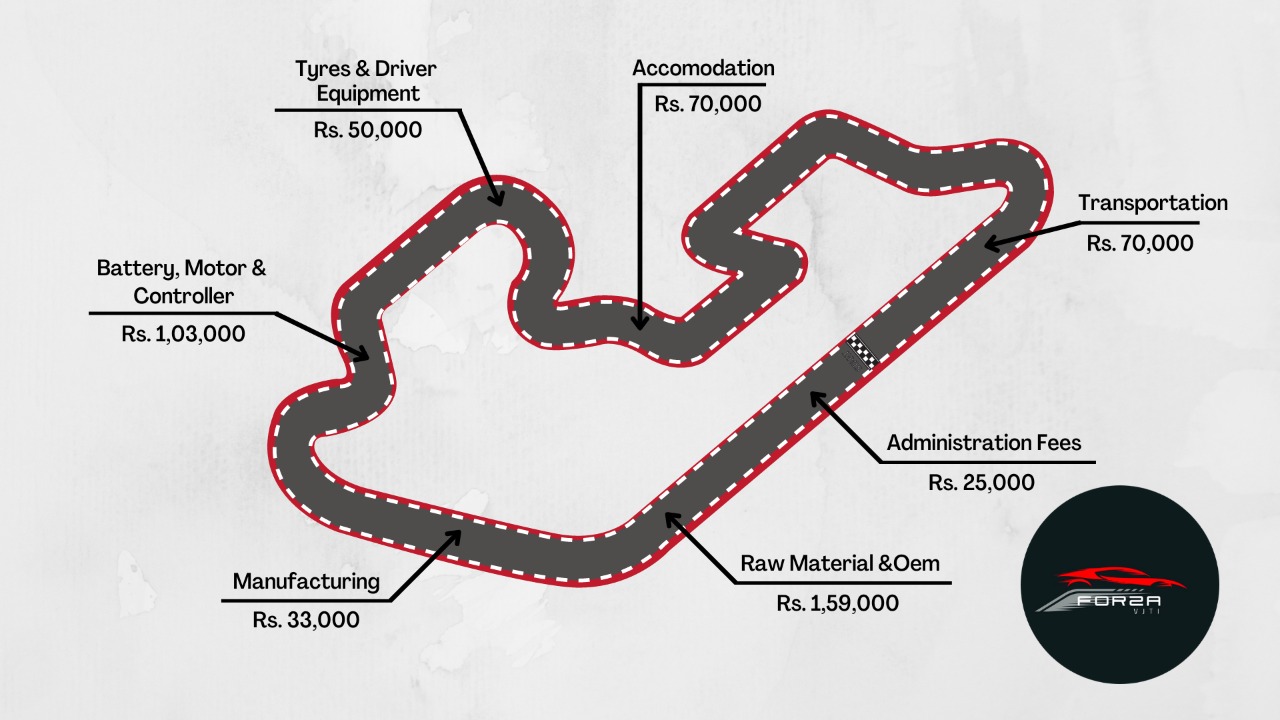 Tyres & Driver
Equipment
Rs. 50,000
Accomodation
Rs. 70,000
Transportation
Rs. 70,000
Battery, Motor &
Controller
Rs. 1,03,000
Administration Fees
Rs. 25,000
Raw Material &Oem
Rs. 1,59,000
Manufacturing
Rs. 33,000
FORZA
VJTI